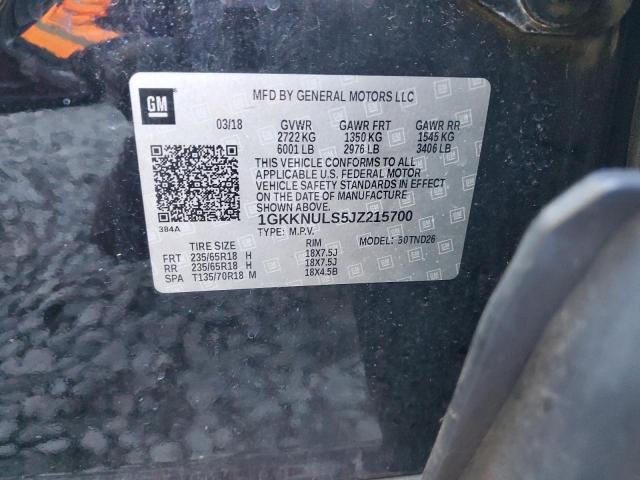 GM
MFD BY GENERAL MOTORS LLC
03/18 GVWR GAWR FRT GAWR RR
2722 KG 1350 KG 1545 KG
6001 LB 2976 LB 3406 LB
THIS VEHICLE CONFORMS TO ALL
APPLICABLE U.S. FEDERAL MOTOR
VEHICLE SAFETY STANDARDS IN EFFECT
ON THE DATE OF MANUFACTURE
SHOWN ABOVE.
1GKKNULS5JZ215700
384A
TYPE: M.P.V. MODEL: 50TND26
TIRE SIZE RIM
FRT 235/65R18 H 18X7.5J
RR 235/65R18 H 18X7.5J
SPA T135/70R18 M 18X4.5B